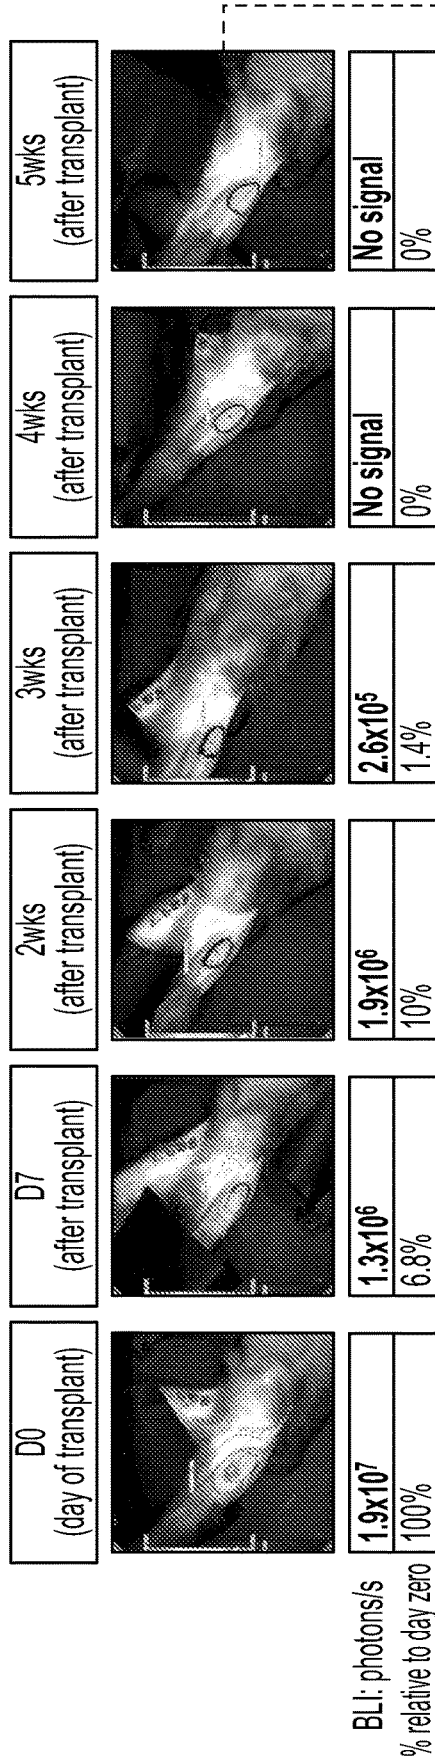 D0
(day of transplant)
D7
(after transplant)
2wks
(after transplant)
3wks
(after transplant)
4wks
(after transplant)
5wks
(after transplant)
BLI: photons/s
1.9x10⁷
1.3x10⁶
1.9x10⁶
2.6x10⁵
No signal
No signal
% relative to day zero
100%
6.8%
10%
1.4%
0%
0%